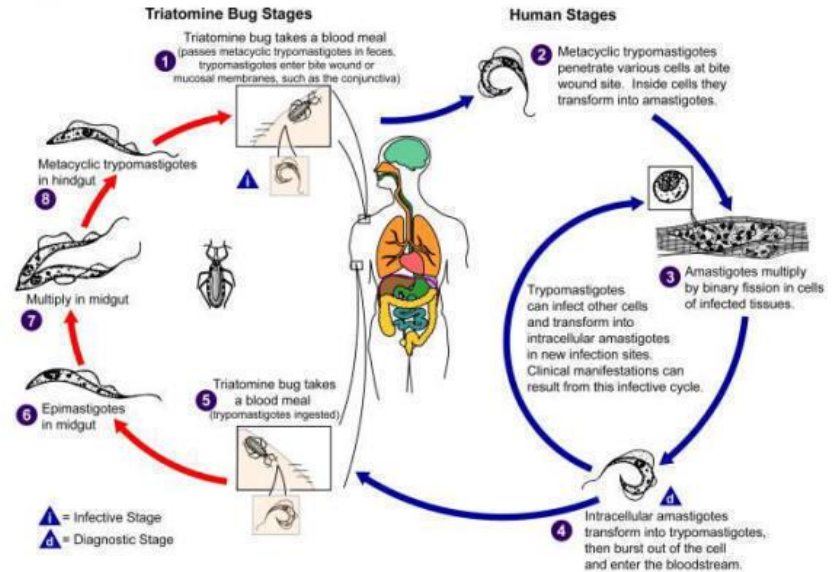 Triatomine Bug Stages
Human Stages
1
Triatomine bug takes a blood meal
(passes metacyclic trypomastigotes in feces,
trypomastigotes enter bite wound or
mucosal membranes, such as the conjunctiva)
2
Metacyclic trypomastigotes
penetrate various cells at bite
wound site. Inside cells they
transform into amastigotes.
i
Metacyclic trypomastigotes
in hindgut
8
3
Amastigotes multiply
by binary fission in cells
of infected tissues.
Trypomastigotes
can infect other cells
and transform into
intracellular amastigotes
in new infection sites.
Clinical manifestations can
result from this infective cycle.
Multiply in midgut
7
5
Triatomine bug takes
a blood meal
(trypomastigotes ingested)
6
Epimastigotes
in midgut
d
4
Intracellular amastigotes
transform into trypomastigotes,
then burst out of the cell
and enter the bloodstream.
i = Infective Stage
d = Diagnostic Stage